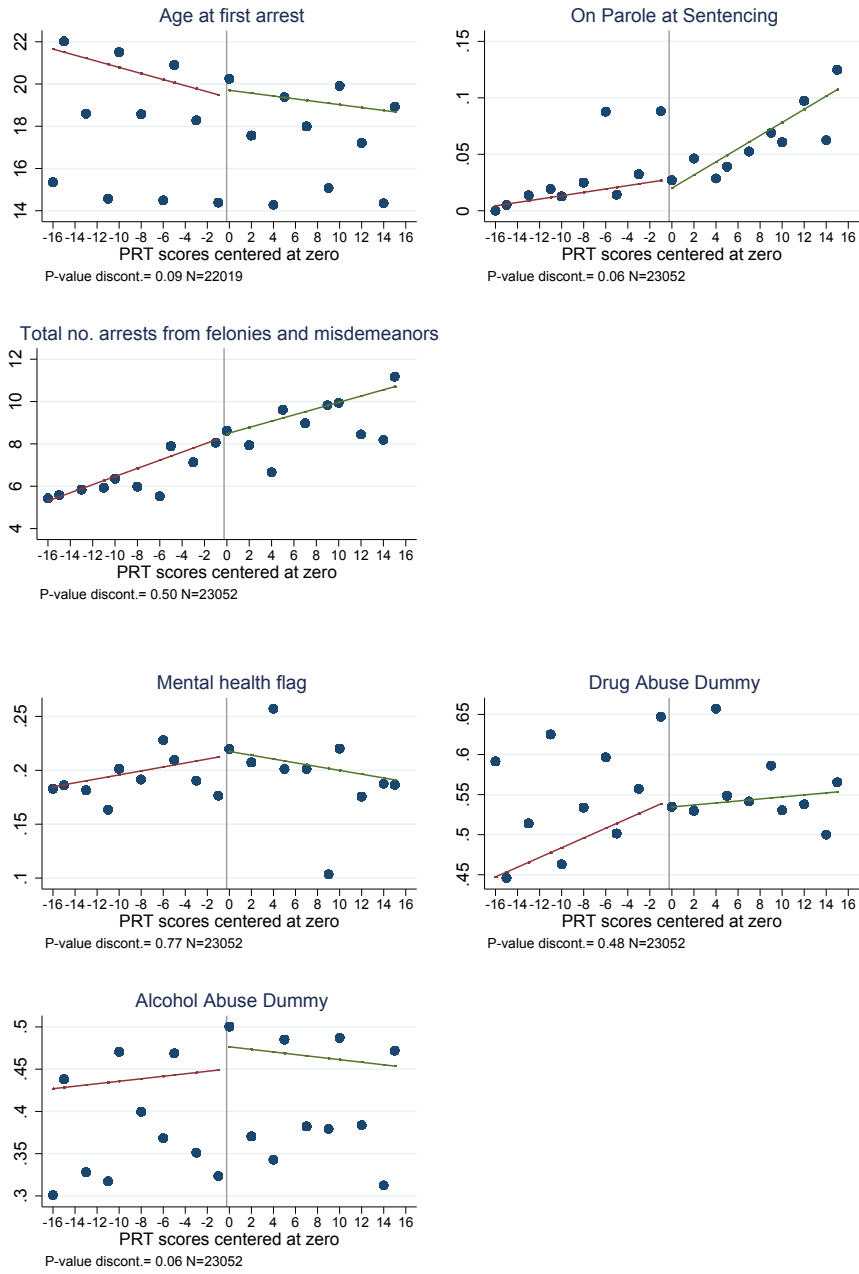 Age at first arrest
22
20
18
16
14
-16 -14 -12 -10 -8 -6 -4 -2 0 2 4 6 8 10 12 14 16
PRT scores centered at zero
P-value discont.= 0.09 N=22019
On Parole at Sentencing
.15
.1
.05
0
-16 -14 -12 -10 -8 -6 -4 -2 0 2 4 6 8 10 12 14 16
PRT scores centered at zero
P-value discont.= 0.06 N=23052
Total no. arrests from felonies and misdemeanors
12
10
8
6
4
-16 -14 -12 -10 -8 -6 -4 -2 0 2 4 6 8 10 12 14 16
PRT scores centered at zero
P-value discont.= 0.50 N=23052
Mental health flag
.25
.2
.15
.1
-16 -14 -12 -10 -8 -6 -4 -2 0 2 4 6 8 10 12 14 16
PRT scores centered at zero
P-value discont.= 0.77 N=23052
Drug Abuse Dummy
.65
.6
.55
.5
.45
-16 -14 -12 -10 -8 -6 -4 -2 0 2 4 6 8 10 12 14 16
PRT scores centered at zero
P-value discont.= 0.48 N=23052
Alcohol Abuse Dummy
.5
.45
.4
.35
.3
-16 -14 -12 -10 -8 -6 -4 -2 0 2 4 6 8 10 12 14 16
PRT scores centered at zero
P-value discont.= 0.06 N=23052